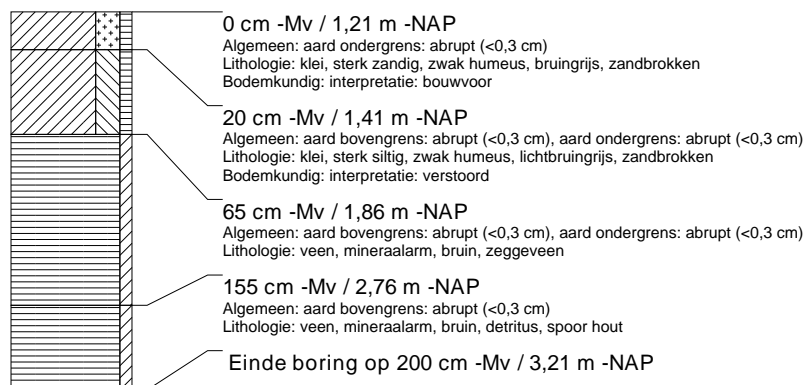 0 cm -Mv / 1,21 m -NAP
Algemeen: aard ondergrens: abrupt (<0,3 cm)
Lithologie: klei, sterk zandig, zwak humeus, bruingrijs, zandbrokken
Bodemkundig: interpretatie: bouwvoor
20 cm -Mv / 1,41 m -NAP
Algemeen: aard bovengrens: abrupt (<0,3 cm), aard ondergrens: abrupt (<0,3 cm)
Lithologie: klei, sterk siltig, zwak humeus, lichtbruingrijs, zandbrokken
Bodemkundig: interpretatie: verstoord
65 cm -Mv / 1,86 m -NAP
Algemeen: aard bovengrens: abrupt (<0,3 cm), aard ondergrens: abrupt (<0,3 cm)
Lithologie: veen, mineraalarm, bruin, zeggeveen
155 cm -Mv / 2,76 m -NAP
Algemeen: aard bovengrens: abrupt (<0,3 cm)
Lithologie: veen, mineraalarm, bruin, detritus, spoor hout
Einde boring op 200 cm -Mv / 3,21 m -NAP